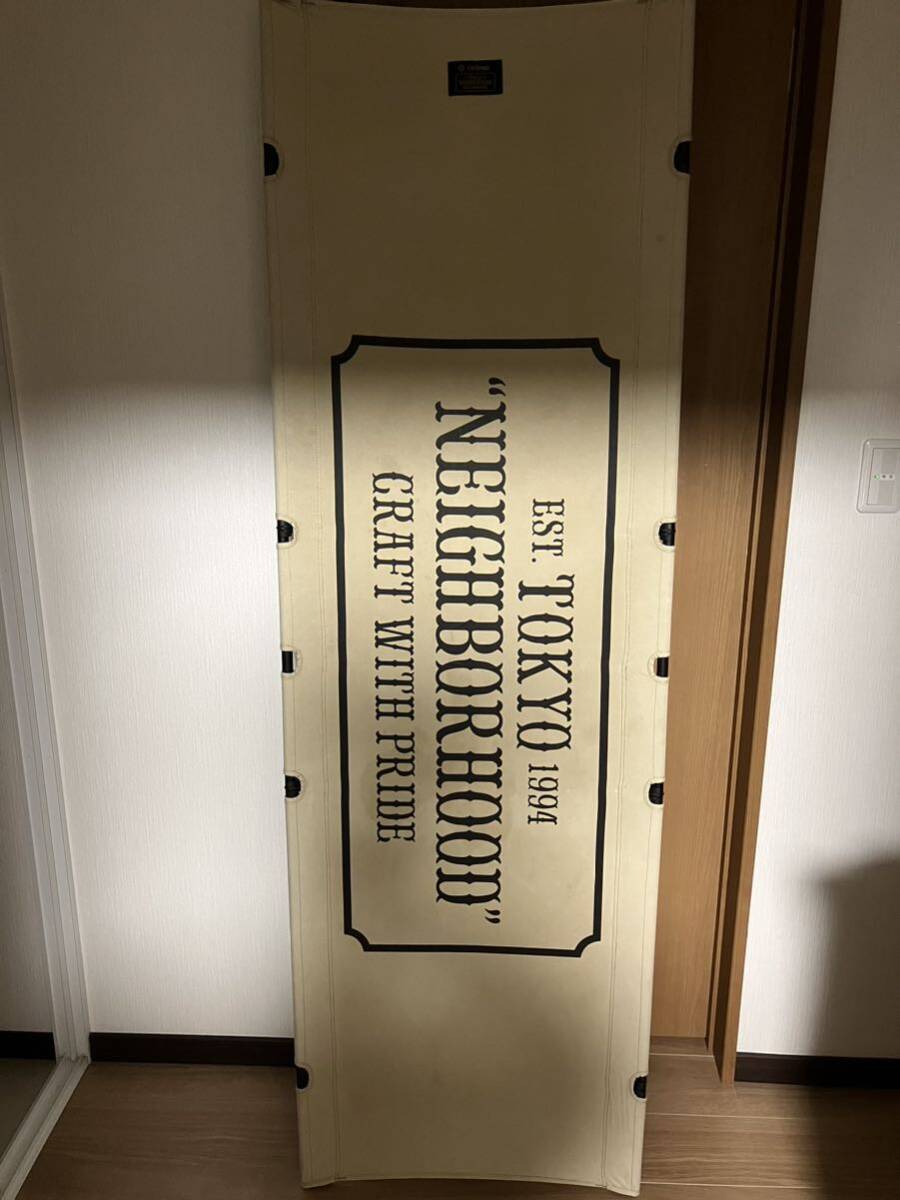 EST. TOKYO 1994
“NEIGHBORHOOD”
CRAFT WITH PRIDE